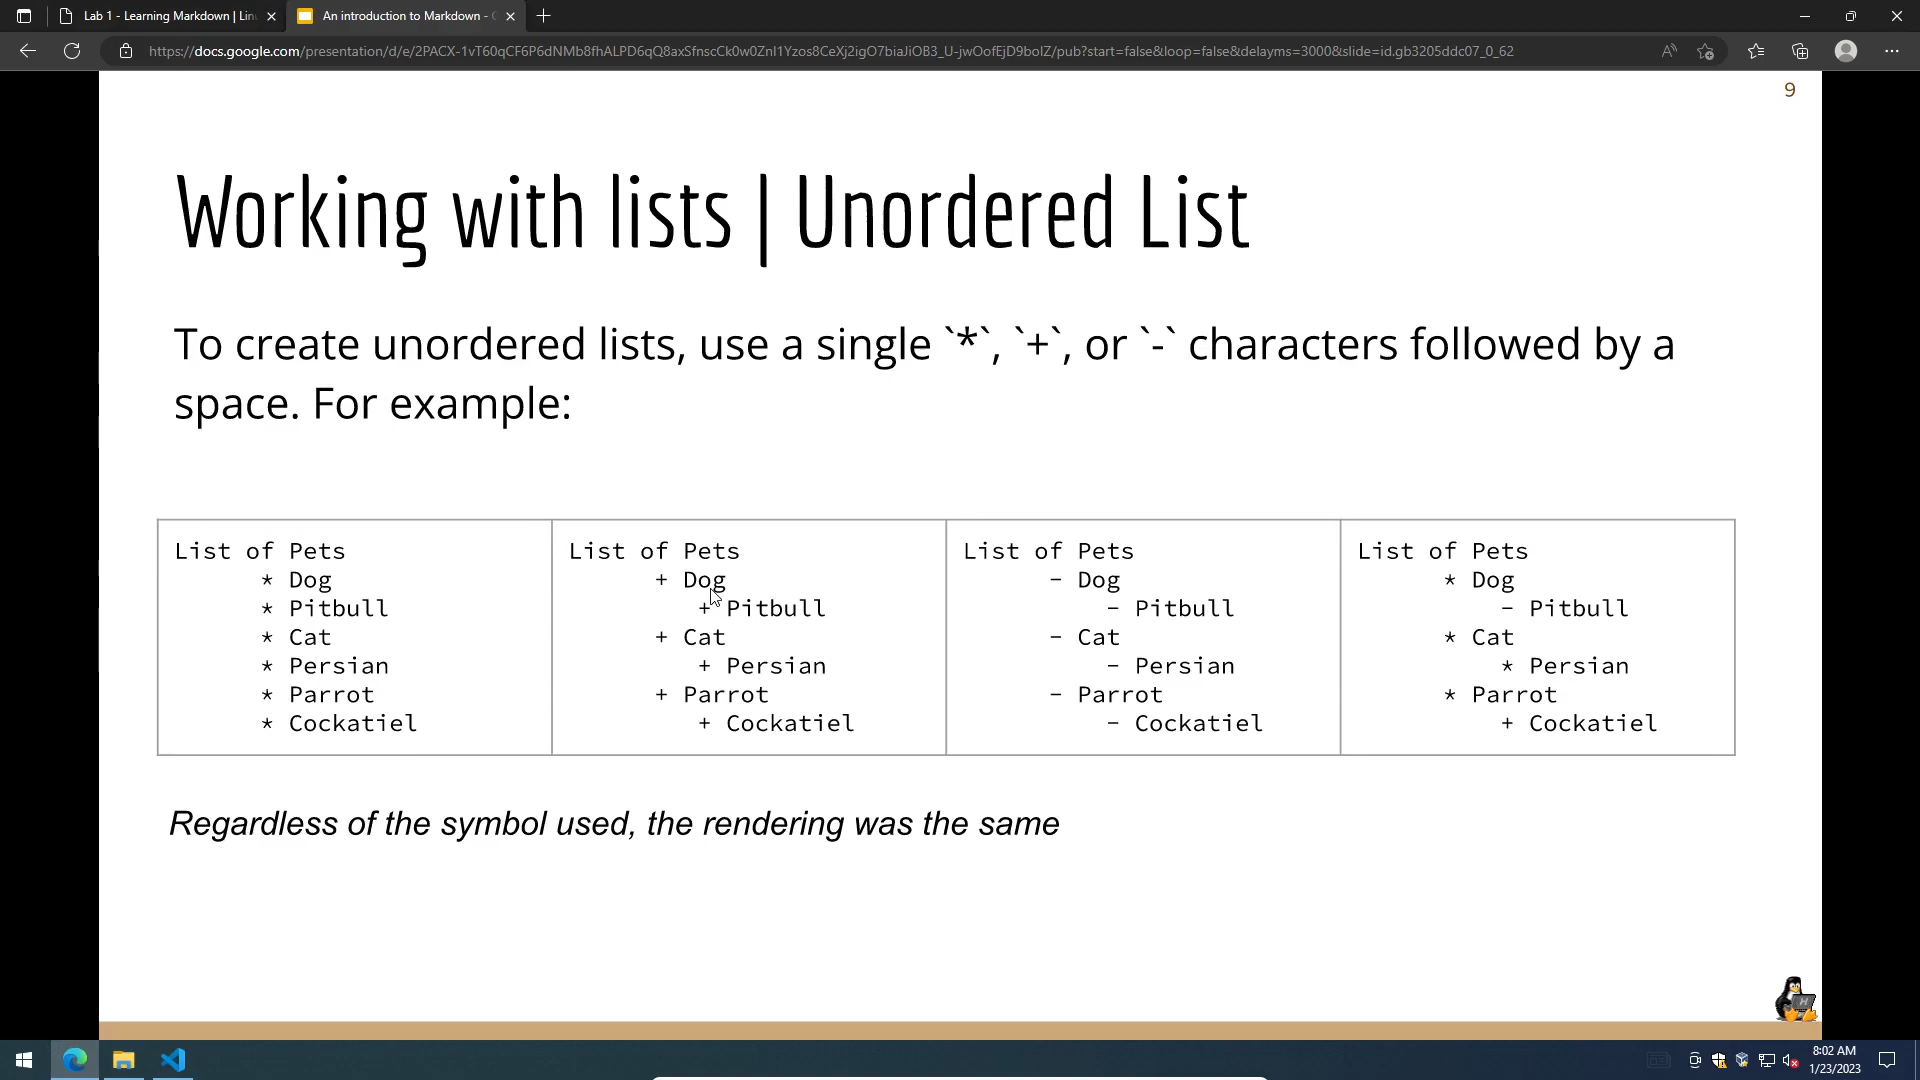 Lab 1 - Learning Markdown | Lin
An introduction to Markdown -
https://docs.google.com/presentation/d/e/2PACX-1vT60qCF6P6dNMb8fhALPD6qQ8axSfnscCk0w0Znl1Yzos8CeXj2igO7biaJiOB3_U-jwOofEjD9bolZ/pub?start=false&loop=false&delayms=3000&slide=id.gb3205ddc07_0_62
9
Working with lists | Unordered List
To create unordered lists, use a single `*`, `+`, or `-` characters followed by a
space. For example:
List of Pets
* Dog
* Pitbull
* Cat
* Persian
* Parrot
* Cockatiel
List of Pets
+ Dog
+ Pitbull
+ Cat
+ Persian
+ Parrot
+ Cockatiel
List of Pets
- Dog
- Pitbull
- Cat
- Persian
- Parrot
- Cockatiel
List of Pets
* Dog
- Pitbull
* Cat
* Persian
* Parrot
+ Cockatiel
Regardless of the symbol used, the rendering was the same
8:02 AM
1/23/2023